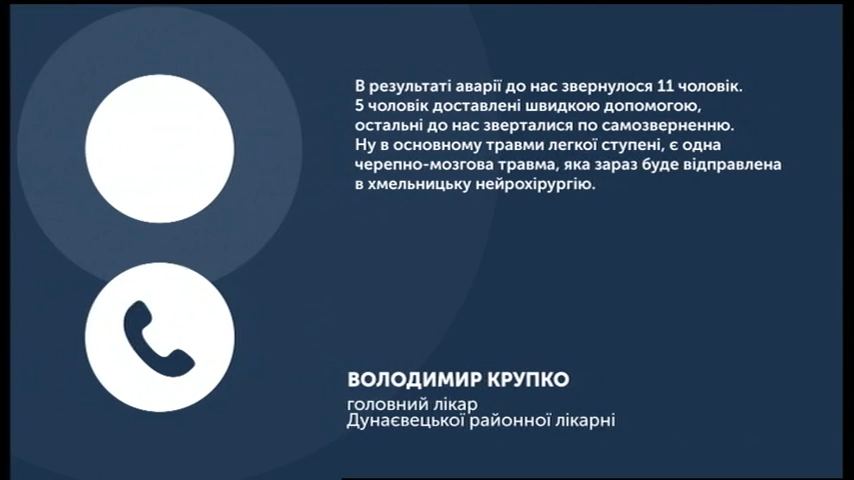 В результаті аварії до нас звернулося 11 чоловік.
5 чоловік доставлені швидкою допомогою,
остальні до нас зверталися по самозверненню.
Ну в основному травми легкої ступені, є одна
черепно-мозгова травма, яка зараз буде відправлена
в хмельницьку нейрохірургію.
ВОЛОДИМИР КРУПКО
головний лікар
Дунаєвецької районної лікарні